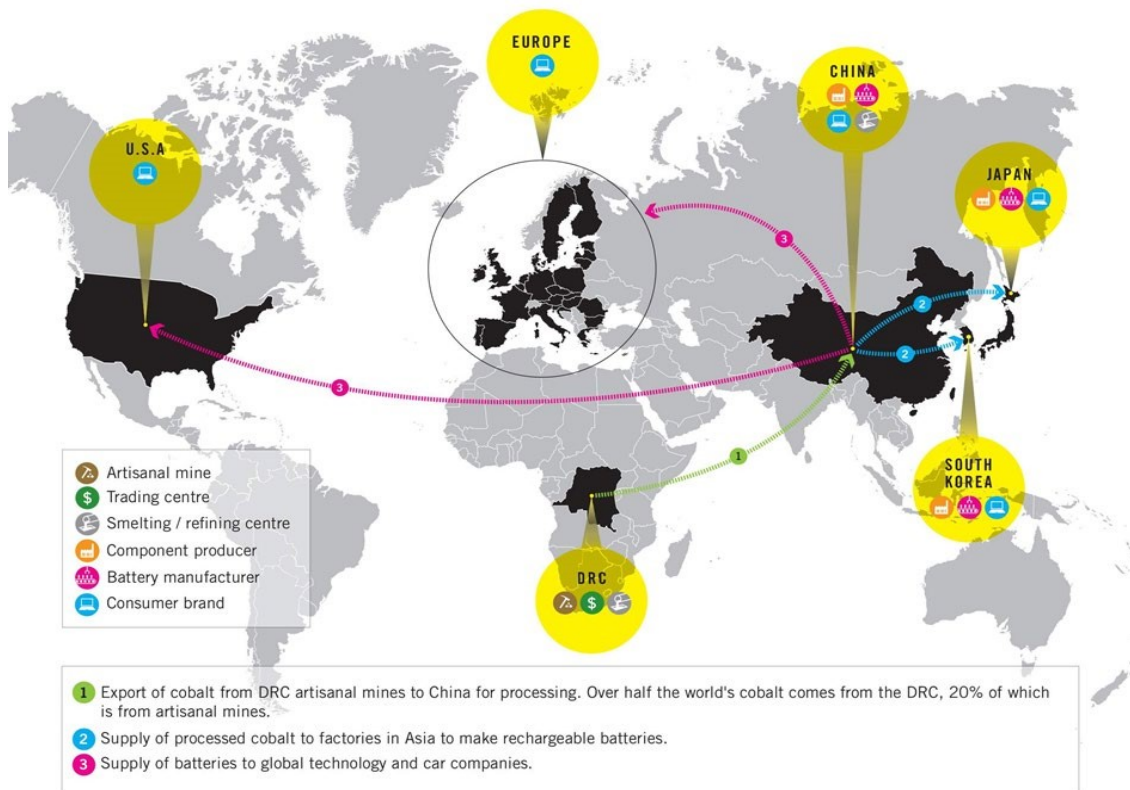 EUROPE
CHINA
U.S.A
JAPAN
3
2
2
3
1
SOUTH
KOREA
DRC
$
Artisanal mine
$ Trading centre
Smelting / refining centre
Component producer
Battery manufacturer
Consumer brand
1 Export of cobalt from DRC artisanal mines to China for processing. Over half the world's cobalt comes from the DRC, 20% of which
is from artisanal mines.
2 Supply of processed cobalt to factories in Asia to make rechargeable batteries.
3 Supply of batteries to global technology and car companies.